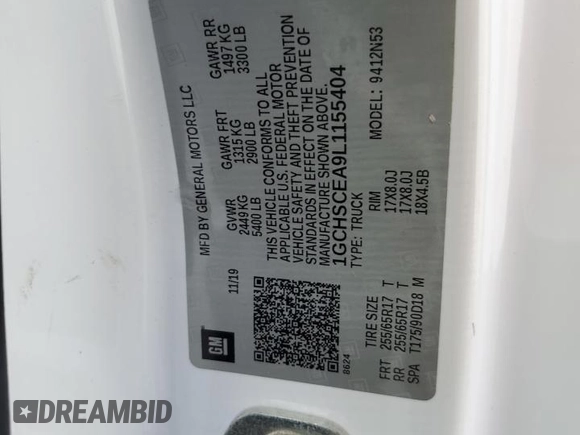 MFD BY GENERAL MOTORS LLC
11/19
GVWR
2449 KG
5400 LB
GAWR FRT
1315 KG
2900 LB
GAWR RR
1497 KG
3300 LB
THIS VEHICLE CONFORMS TO ALL
APPLICABLE U.S. FEDERAL MOTOR
VEHICLE SAFETY AND THEFT PREVENTION
STANDARDS IN EFFECT ON THE DATE OF
MANUFACTURE SHOWN ABOVE.
1GCHSCEA9L1155404
TYPE: TRUCK
MODEL: 9412N53
GM
8624
TIRE SIZE
RIM
FRT 255/65R17 T 17X8.0J
RR 255/65R17 T 17X8.0J
SPA T175/90D18 M 18X4.5B
DREAMBID